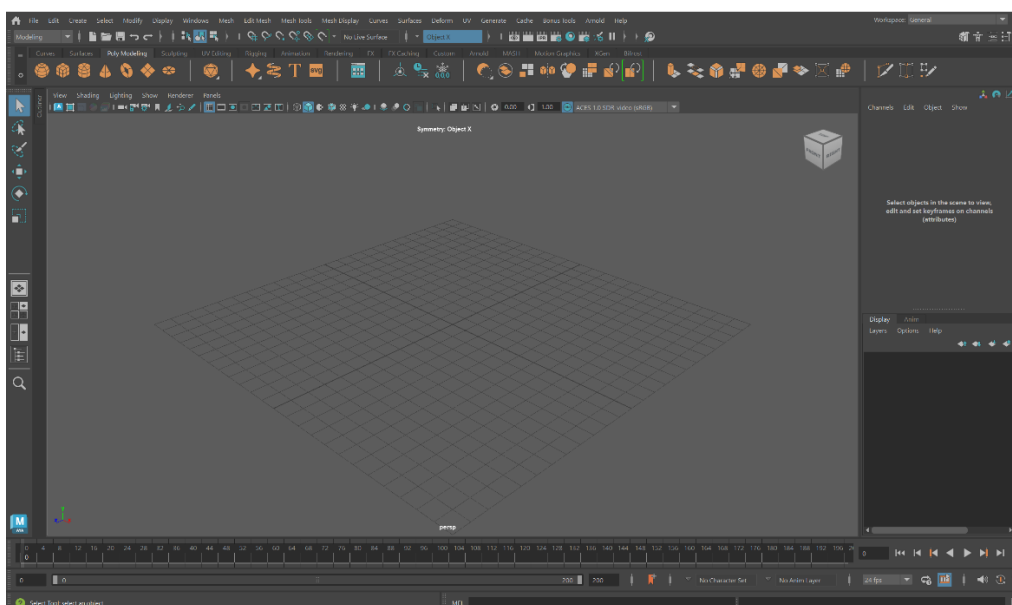 File Edit Create Select Modify Display Windows Mesh Edit Mesh Mesh Tools Mesh Display Curves Surfaces Deform UV Generate Cache Bonus Tools Arnold Help
Workspace: General
Modeling
No Live Surface
Object X
Curves Surfaces Poly Modeling Sculpting UV Editing Rigging Animation Rendering FX FX Caching Custom Arnold MASH Motion Graphics XGen Bifrost
SVG
Outliner
View Shading Lighting Show Renderer Panels
0.00 1.00 ACES 1.0 SDR-video (sRGB)
Channels Edit Object Show
Symmetry: Object X
FRONT
Select objects in the scene to view,
edit and set keyframes on channels
(attributes)
Display Anim
Layers Options Help
persp
M
0 4 8 12 16 20 24 28 32 36 40 44 48 52 56 60 64 68 72 76 80 84 88 92 96 100 104 108 112 116 120 124 128 132 136 140 144 148 152 156 160 164 168 172 176 180 184 188 192 196
0
0
0 0 200 200
No Character Set
No Anim Layer
24 fps
Select Tool: select an object
MEL